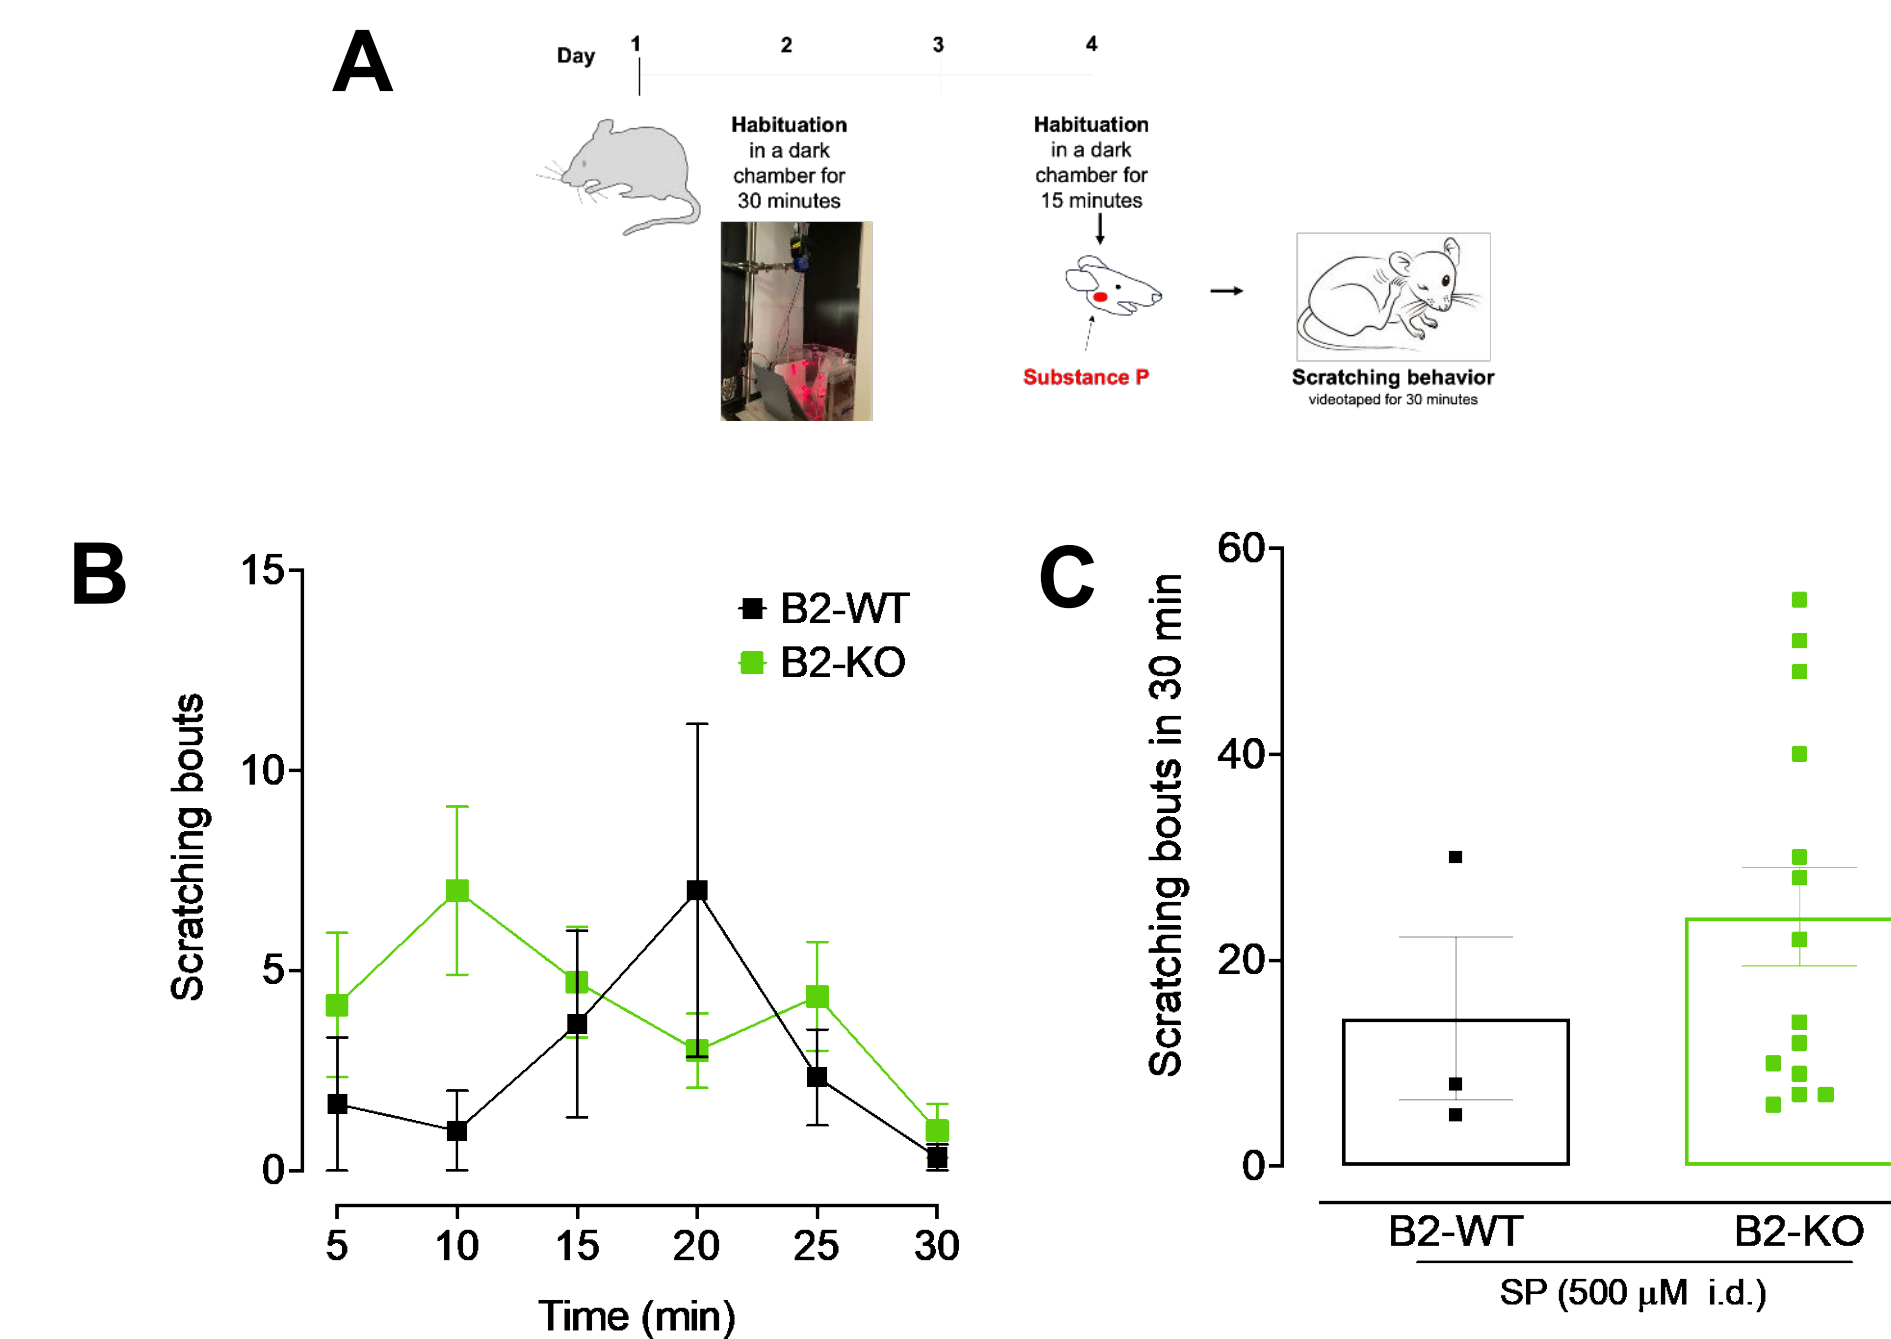 A
Day 1 2 3 4
Habituation
in a dark
chamber for
30 minutes
Habituation
in a dark
chamber for
15 minutes
Substance P
Scratching behavior
videotaped for 30 minutes
B
Scratching bouts
15
10
5
0
B2-WT
B2-KO
5 10 15 20 25 30
Time (min)
C
Scratching bouts in 30 min
60
40
20
0
B2-WT B2-KO
SP (500 μM i.d.)